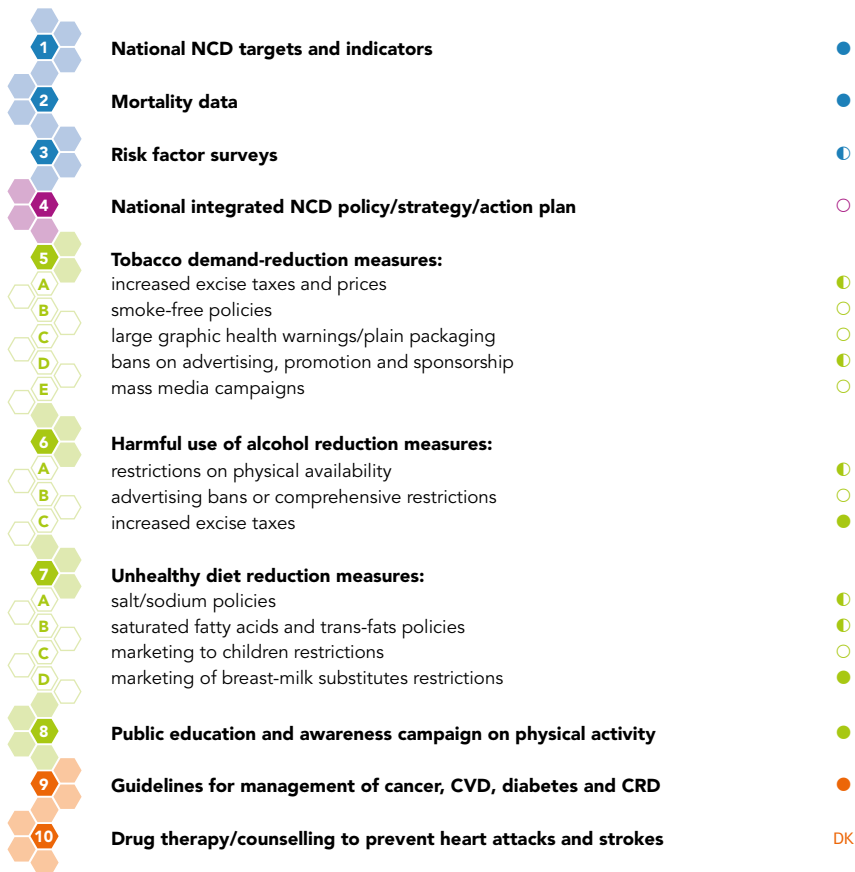 1 National NCD targets and indicators
2 Mortality data
3 Risk factor surveys
4 National integrated NCD policy/strategy/action plan
5 Tobacco demand-reduction measures:
A increased excise taxes and prices
B smoke-free policies
C large graphic health warnings/plain packaging
D bans on advertising, promotion and sponsorship
E mass media campaigns
6 Harmful use of alcohol reduction measures:
A restrictions on physical availability
B advertising bans or comprehensive restrictions
C increased excise taxes
7 Unhealthy diet reduction measures:
A salt/sodium policies
B saturated fatty acids and trans-fats policies
C marketing to children restrictions
D marketing of breast-milk substitutes restrictions
8 Public education and awareness campaign on physical activity
9 Guidelines for management of cancer, CVD, diabetes and CRD
10 Drug therapy/counselling to prevent heart attacks and strokes DK